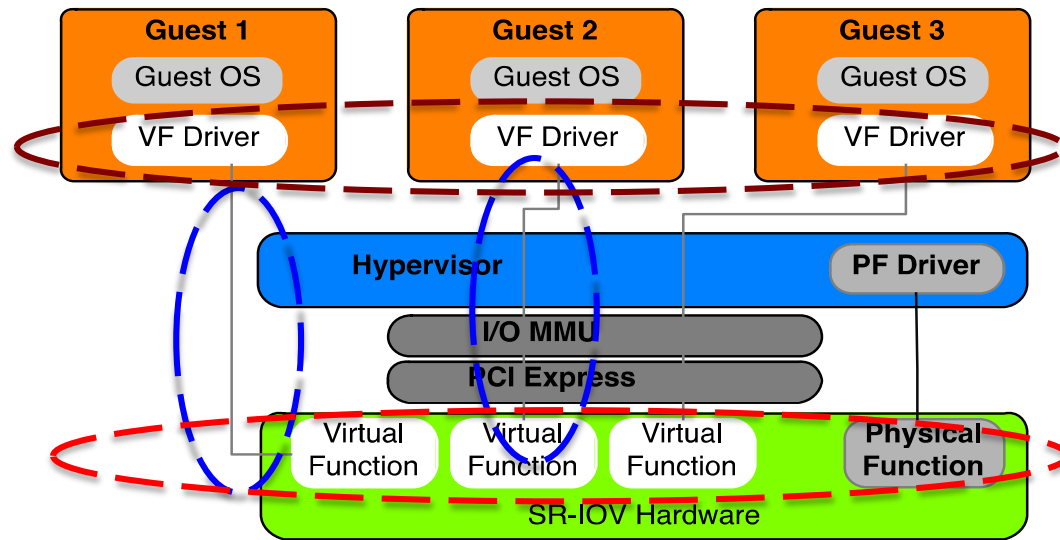 Guest 1
Guest 2
Guest 3
Guest OS
Guest OS
Guest OS
VF Driver
VF Driver
VF Driver
Hypervisor
PF Driver
I/O MMU
PCI Express
Virtual
Function
Virtual
Function
Virtual
Function
Physical
Function
SR-IOV Hardware